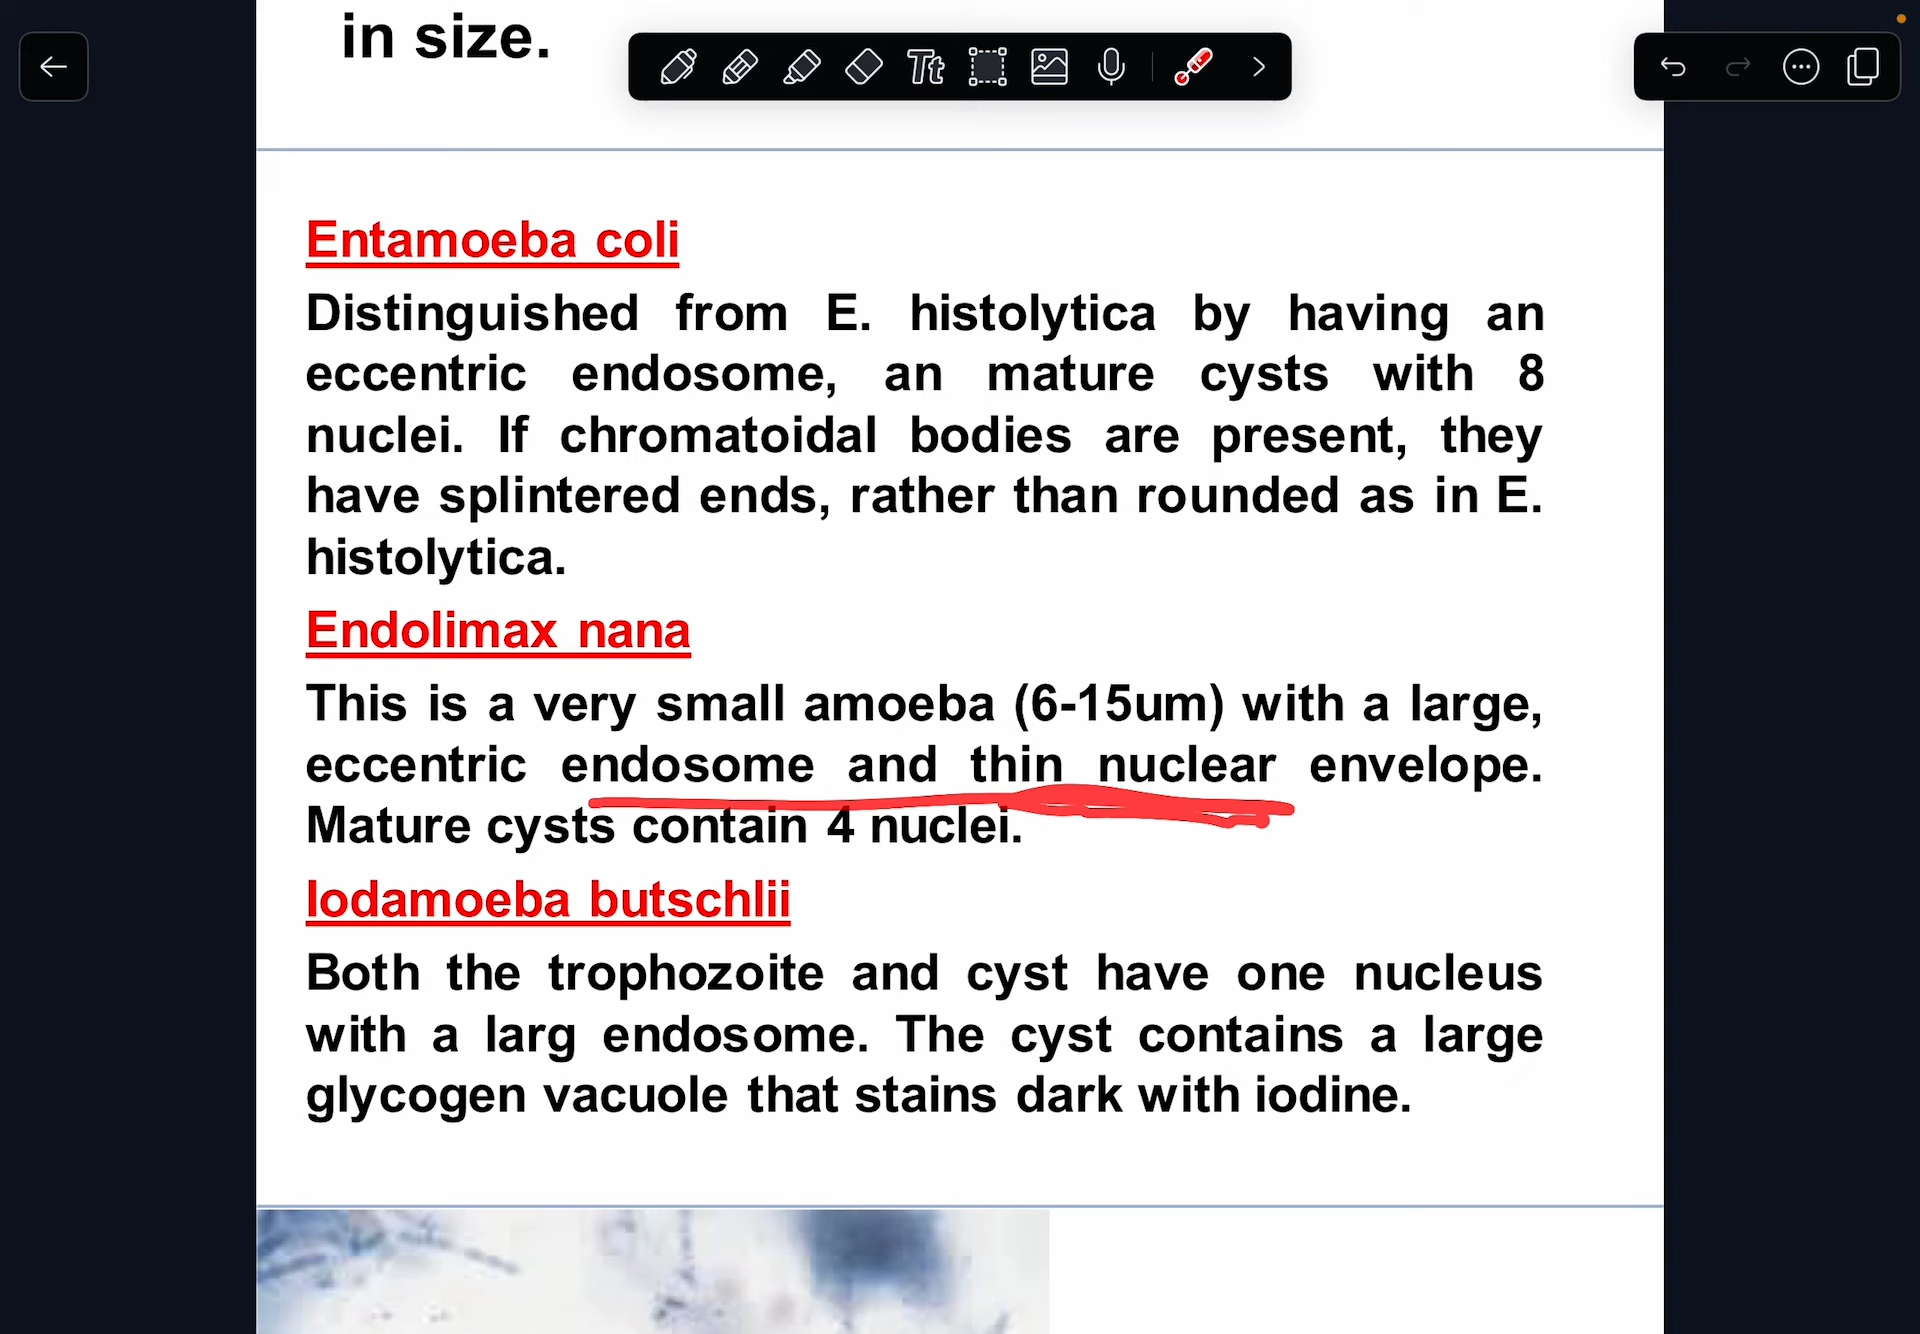 in size.
Tt
Entamoeba coli
Distinguished from E. histolytica by having an
eccentric endosome, an mature cysts with 8
nuclei. If chromatoidal bodies are present, they
have splintered ends, rather than rounded as in E.
histolytica.
Endolimax nana
This is a very small amoeba (6-15um) with a large,
eccentric endosome and thin nuclear envelope.
Mature cysts contain 4 nuclei.
Iodamoeba butschlii
Both the trophozoite and cyst have one nucleus
with a larg endosome. The cyst contains a large
glycogen vacuole that stains dark with iodine.